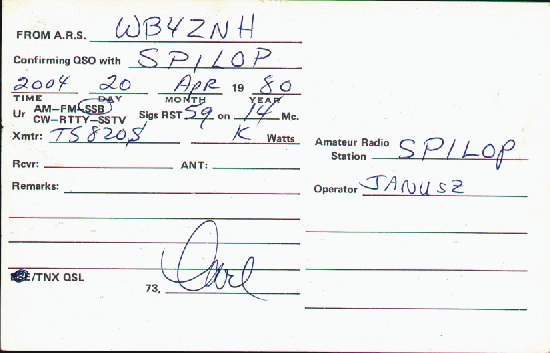 FROM A.R.S. WB4ZNH
Confirming QSO with SP1LOP
2004 20 Apr 19 80
TIME DAY MONTH YEAR
Ur AM-FM-SSB Sigs RST 59 on 14 Mc.
CW-RTTY-SSTV
Xmtr: TS820S K Watts
Rcvr: ANT:
Remarks:
/TNX QSL
73, Carl
Amateur Radio
Station SP1LOP
Operator JANUSZ